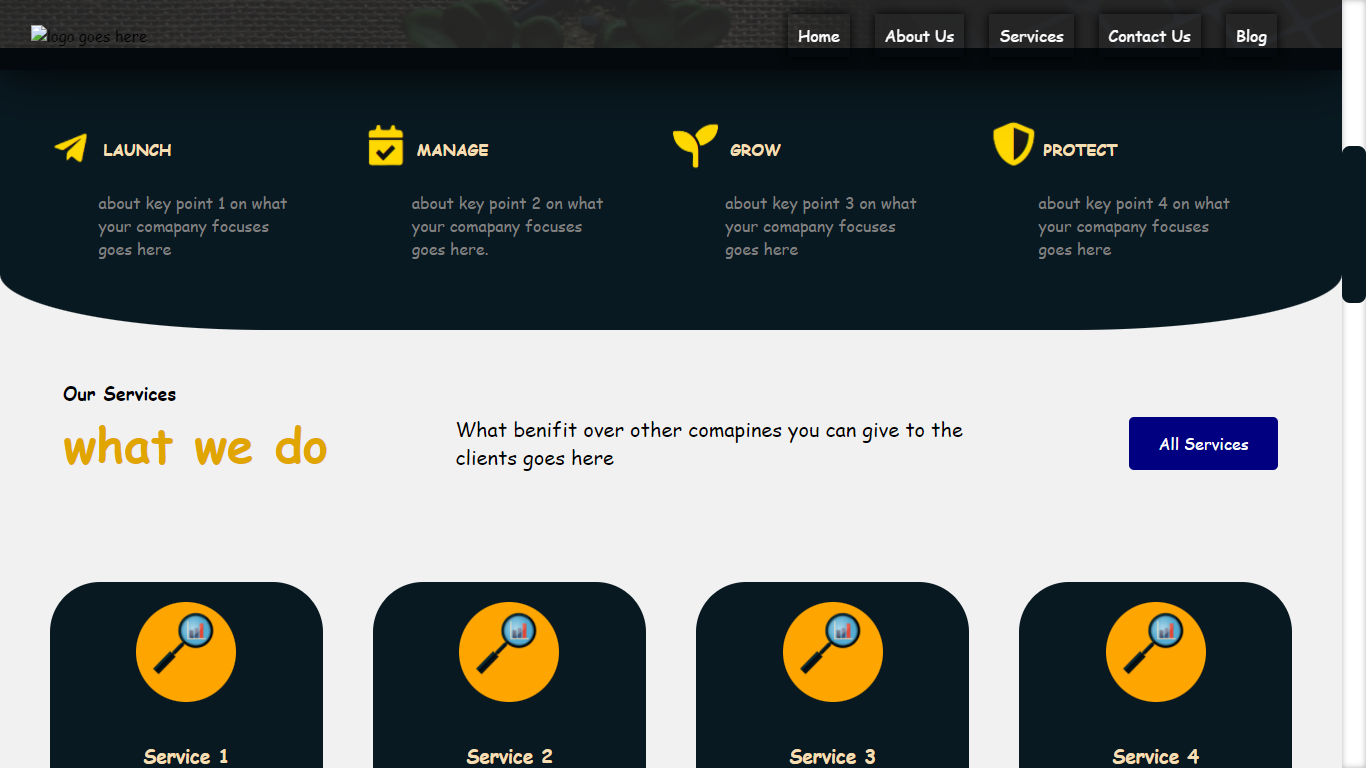 logo goes here
Home
About Us
Services
Contact Us
Blog
LAUNCH
MANAGE
GROW
PROTECT
about key point 1 on what
your comapany focuses
goes here
about key point 2 on what
your comapany focuses
goes here.
about key point 3 on what
your comapany focuses
goes here
about key point 4 on what
your comapany focuses
goes here
Our Services
what we do
What benifit over other comapines you can give to the
clients goes here
All Services
Service 1
Service 2
Service 3
Service 4